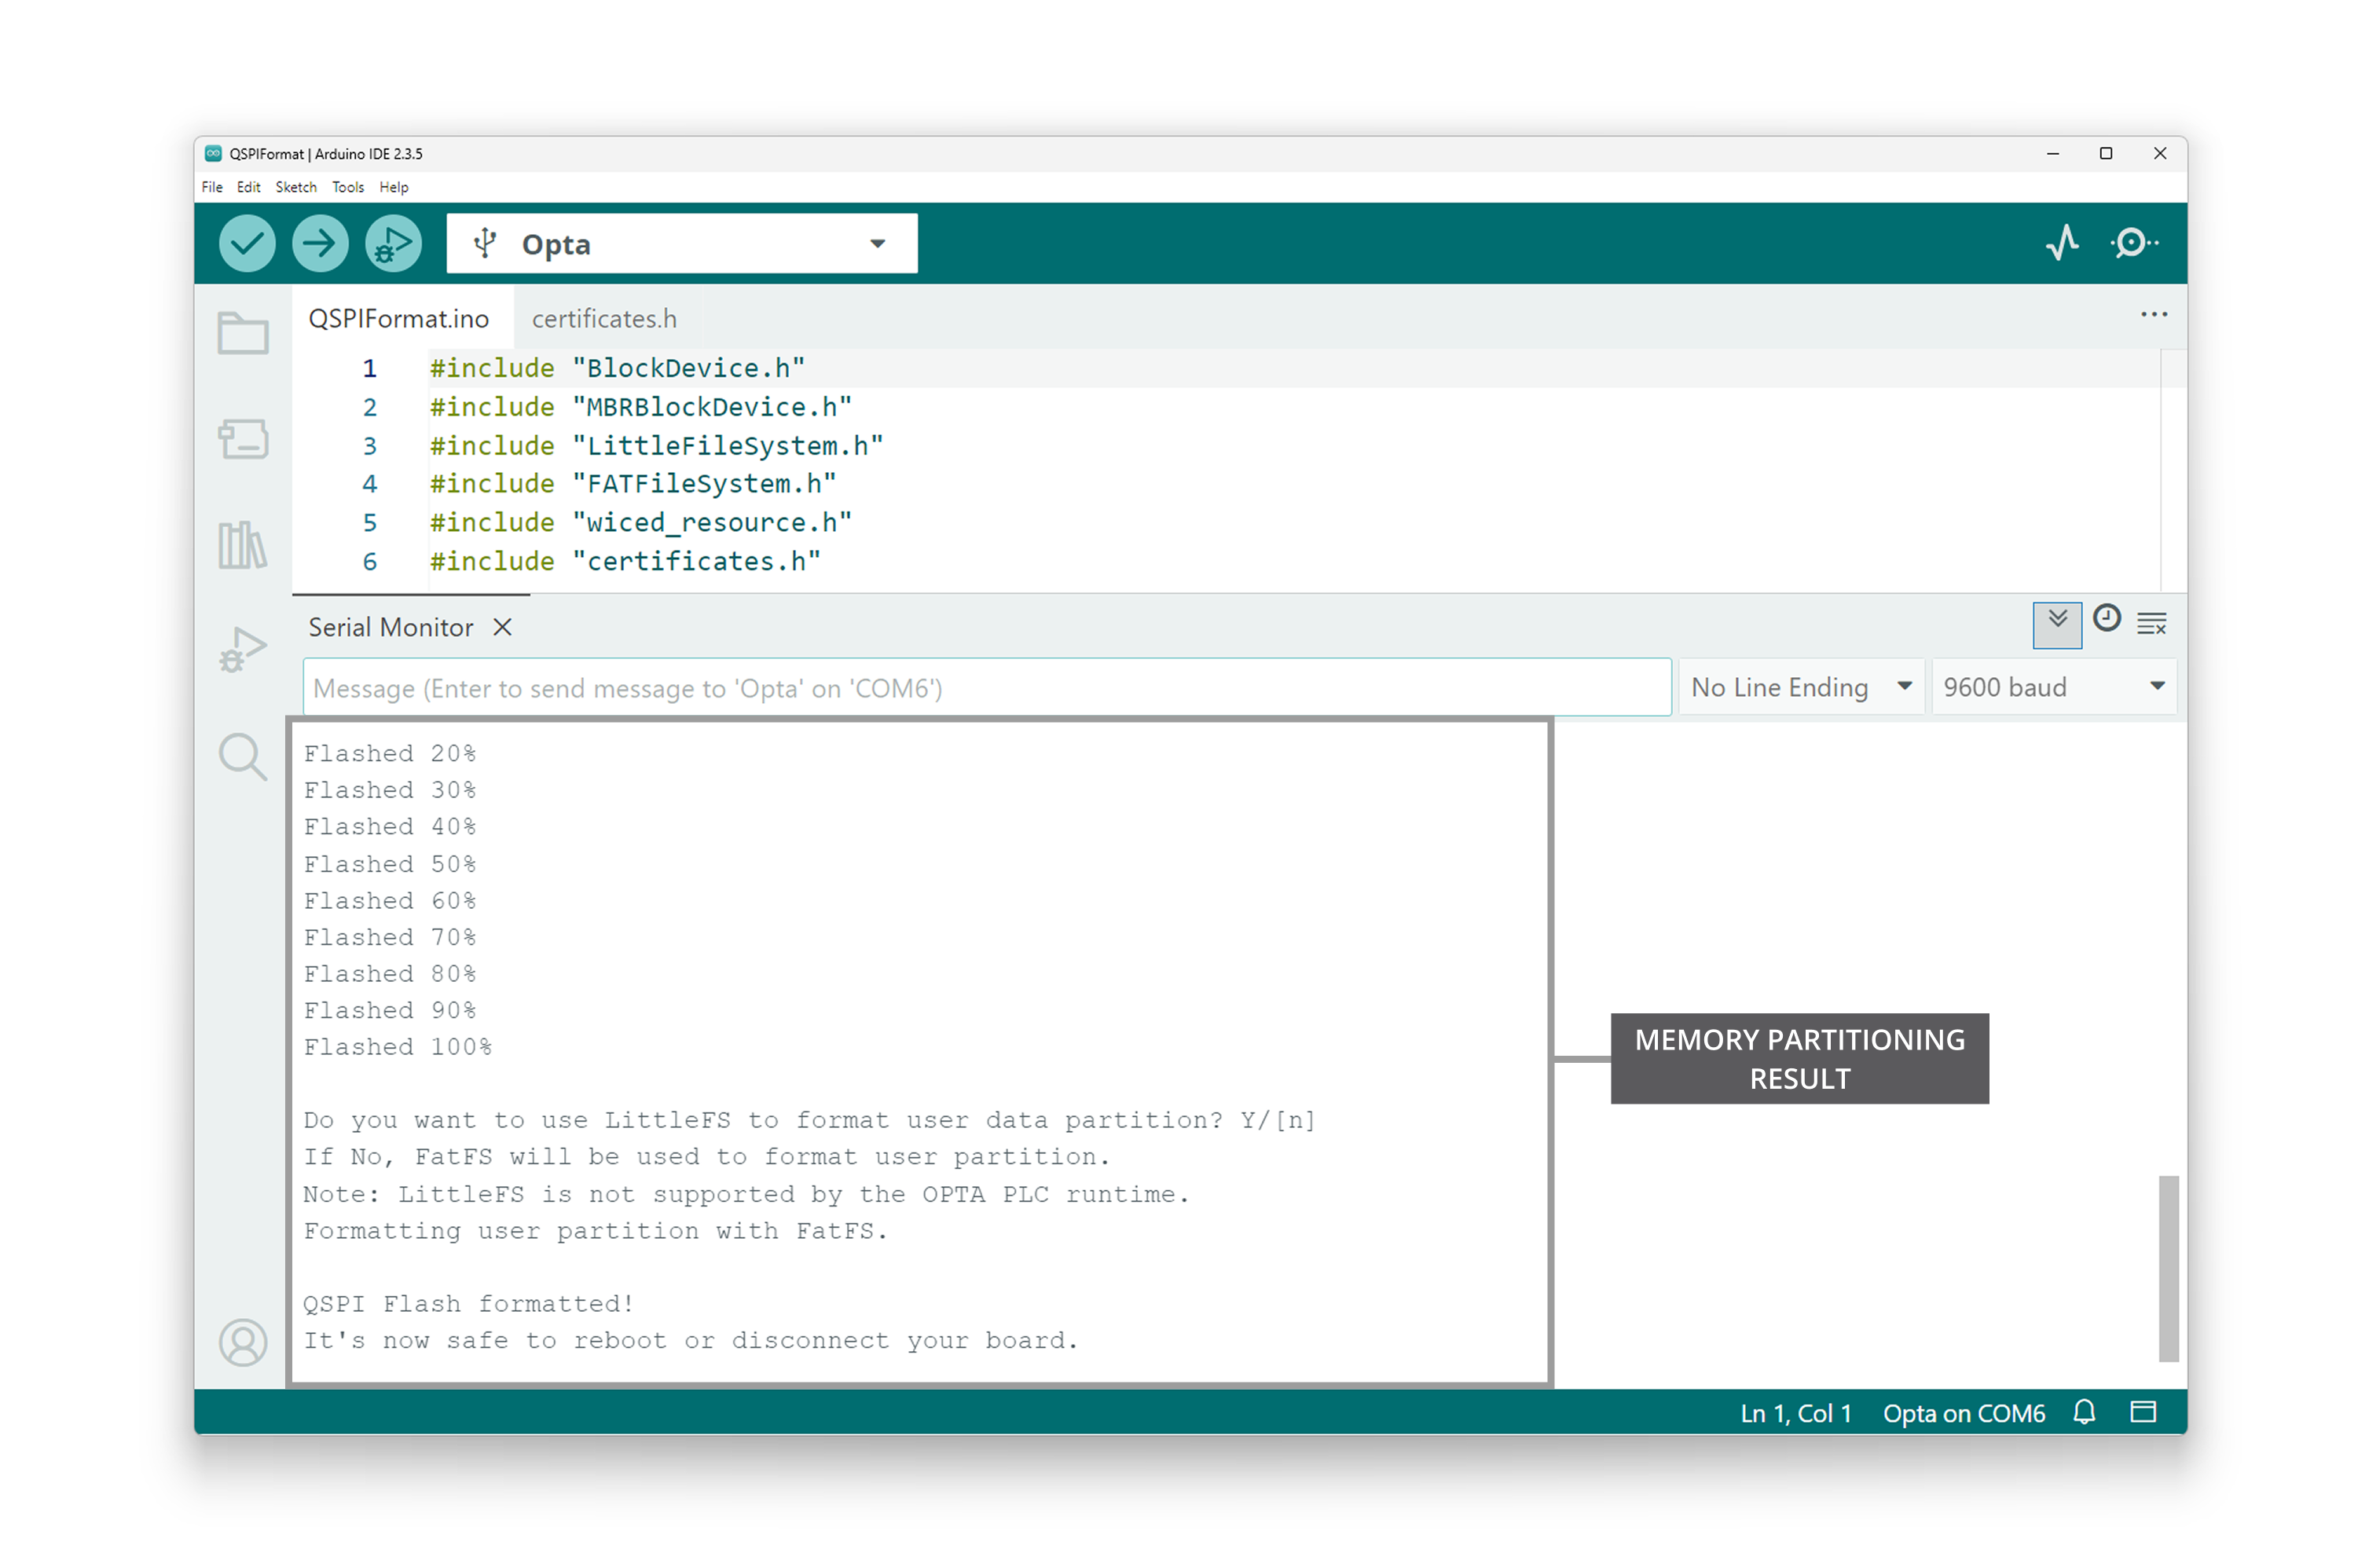 QSPIFormat | Arduino IDE 2.3.5
File Edit Sketch Tools Help
Opta
QSPIFormat.ino certificates.h
1 #include "BlockDevice.h"
2 #include "MBRBlockDevice.h"
3 #include "LittleFileSystem.h"
4 #include "FATFileSystem.h"
5 #include "wiced_resource.h"
6 #include "certificates.h"
Serial Monitor
Message (Enter to send message to 'Opta' on 'COM6') No Line Ending 9600 baud
Flashed 20%
Flashed 30%
Flashed 40%
Flashed 50%
Flashed 60%
Flashed 70%
Flashed 80%
Flashed 90%
Flashed 100%
Do you want to use LittleFS to format user data partition? Y/[n]
If No, FatFS will be used to format user partition.
Note: LittleFS is not supported by the OPTA PLC runtime.
Formatting user partition with FatFS.
QSPI Flash formatted!
It's now safe to reboot or disconnect your board.
MEMORY PARTITIONING
RESULT
Ln 1, Col 1 Opta on COM6